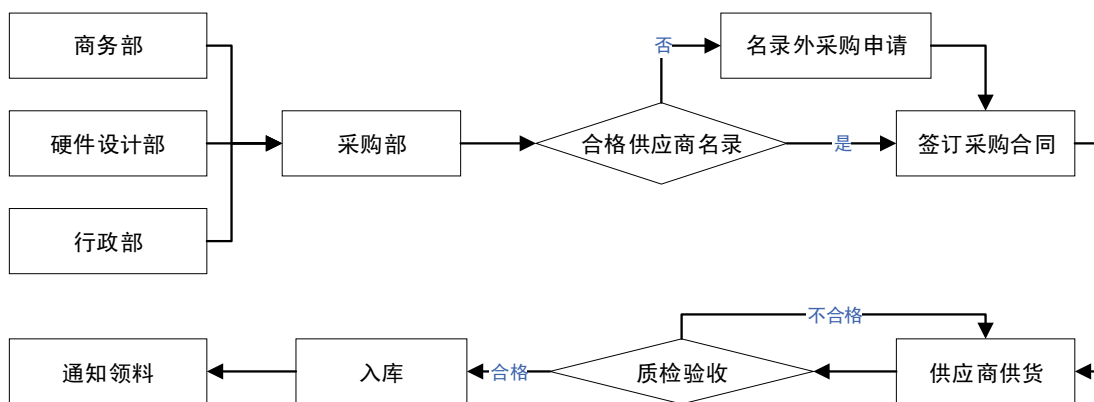 商务部
否
名录外采购申请
硬件设计部
采购部
合格供应商名录
是
签订采购合同
行政部
不合格
通知领料
入库
合格
质检验收
供应商供货